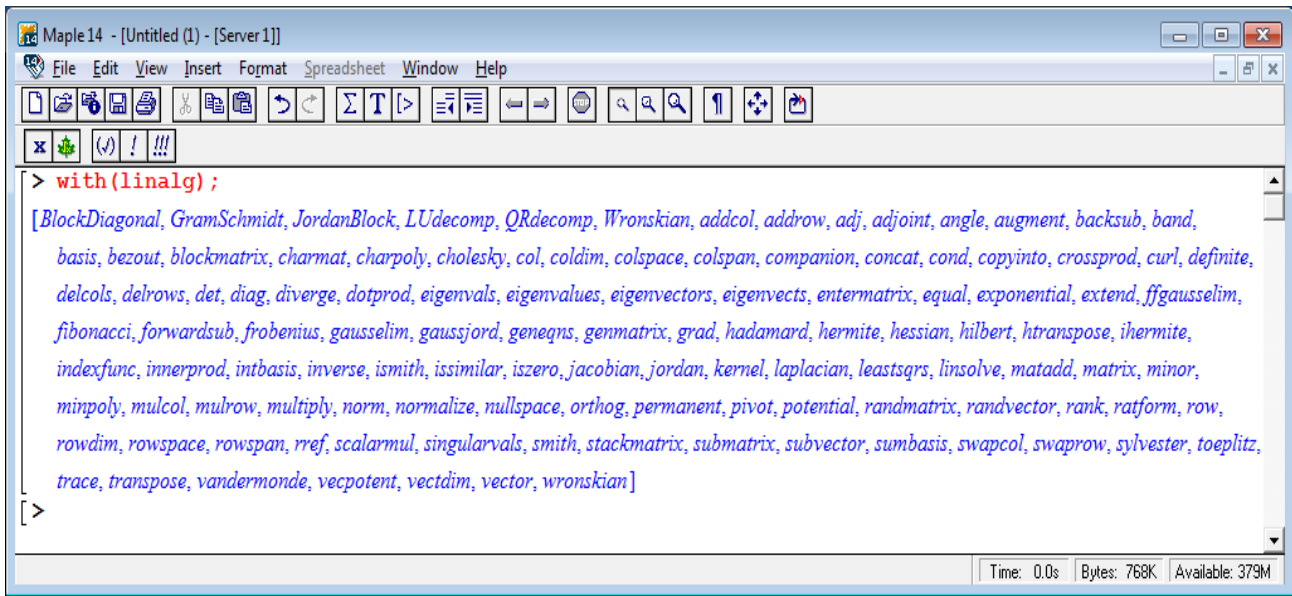 Maple 14 - [Untitled (1) - [Server 1]]
File Edit View Insert Format Spreadsheet Window Help
Σ T [> STOP ¶
x (√) ! !!!
[> with(linalg);
[BlockDiagonal, GramSchmidt, JordanBlock, LUdecomp, QRdecomp, Wronskian, addcol, addrow, adj, adjoint, angle, augment, backsub, band,
basis, bezout, blockmatrix, charmat, charpoly, cholesky, col, coldim, colspace, colspan, companion, concat, cond, copyinto, crossprod, curl, definite,
delcols, delrows, det, diag, diverge, dotprod, eigenvals, eigenvalues, eigenvectors, eigenvects, entermatrix, equal, exponential, extend, ffgausselim,
fibonacci, forwardsub, frobenius, gausselim, gaussjord, geneqns, genmatrix, grad, hadamard, hermite, hessian, hilbert, htranspose, ihermite,
indexfunc, innerprod, intbasis, inverse, ismith, issimilar, iszero, jacobian, jordan, kernel, laplacian, leastsqrs, linsolve, matadd, matrix, minor,
minpoly, mulcol, mulrow, multiply, norm, normalize, nullspace, orthog, permanent, pivot, potential, randmatrix, randvector, rank, ratform, row,
rowdim, rowspace, rowspan, rref, scalarmul, singularvals, smith, stackmatrix, submatrix, subvector, sumbasis, swapcol, swaprow, sylvester, toeplitz,
trace, transpose, vandermonde, vecpotent, vectdim, vector, wronskian]
[>
Time: 0.0s Bytes: 768K Available: 379M